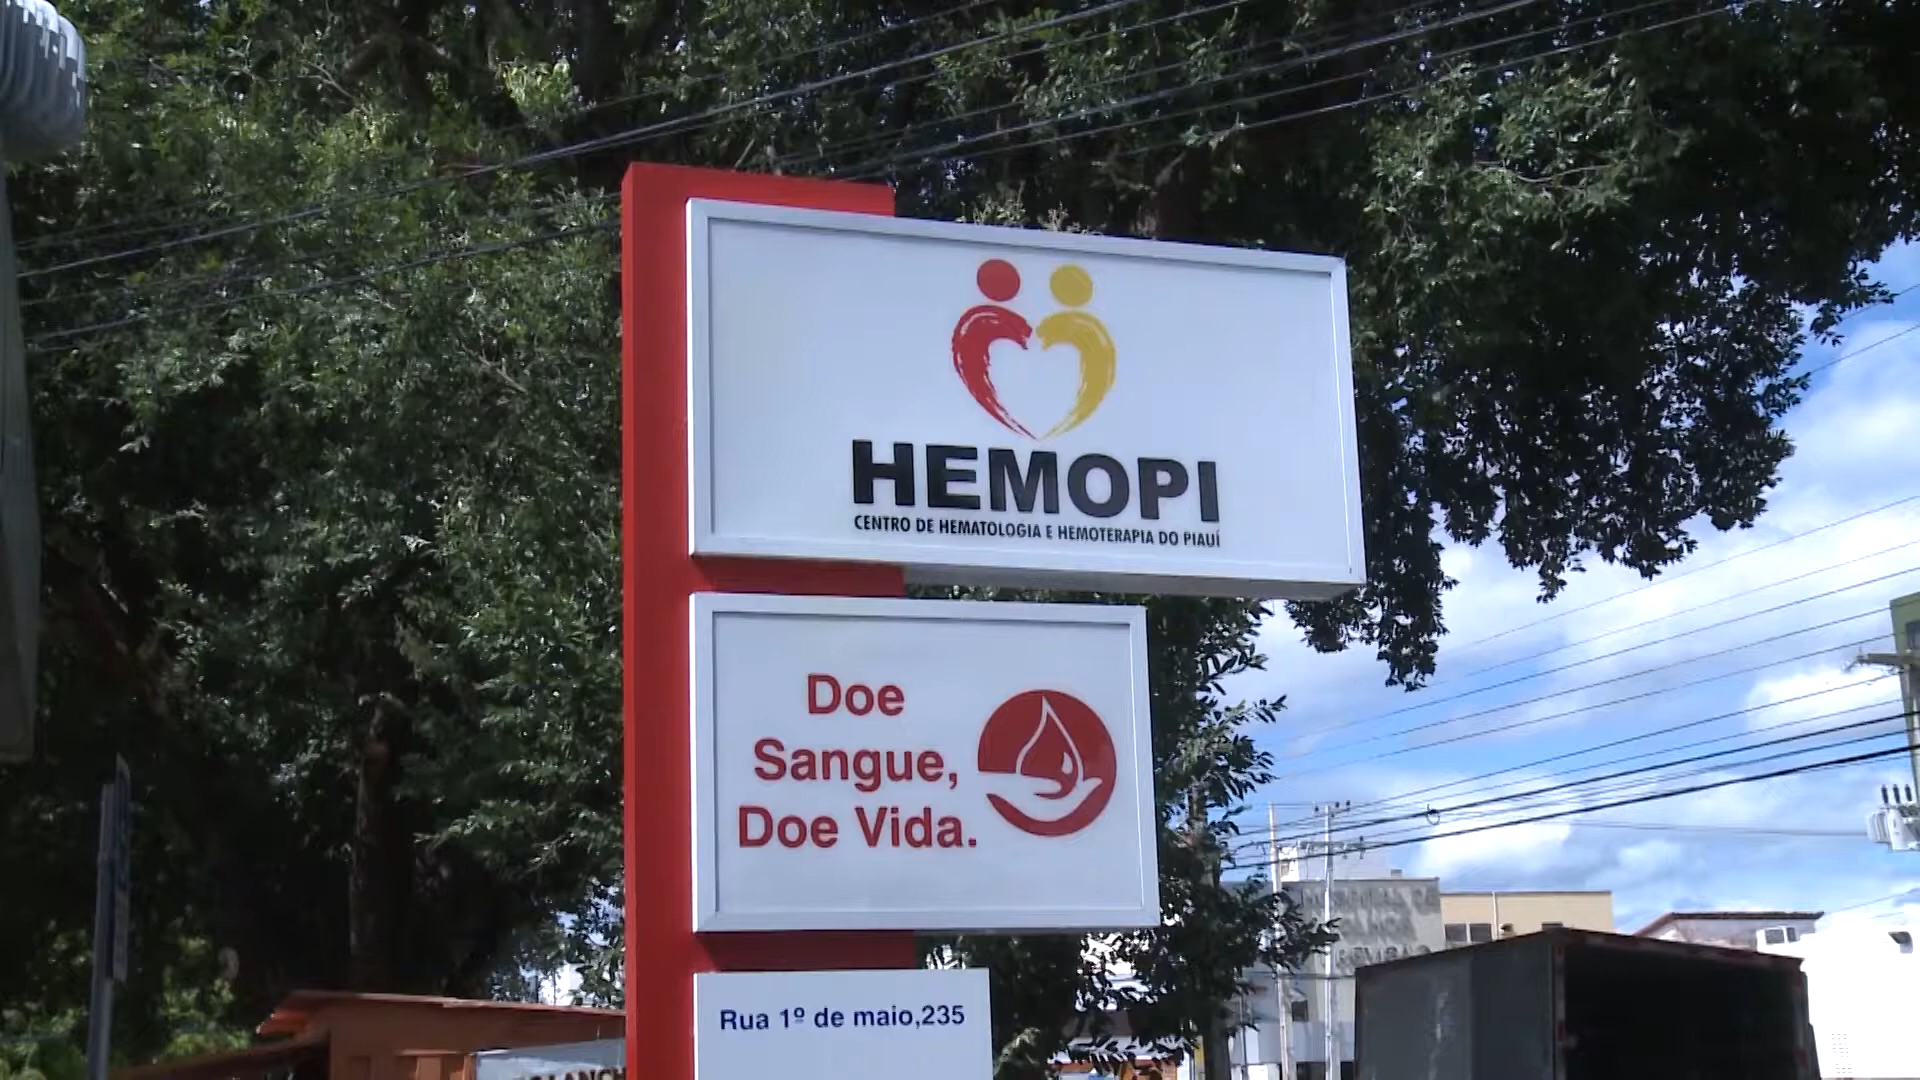 HEMOPI
CENTRO DE HEMATOLOGIA E HEMOTERAPIA DO PIAUÍ
Doe
Sangue,
Doe Vida.
Rua 1º de maio,235